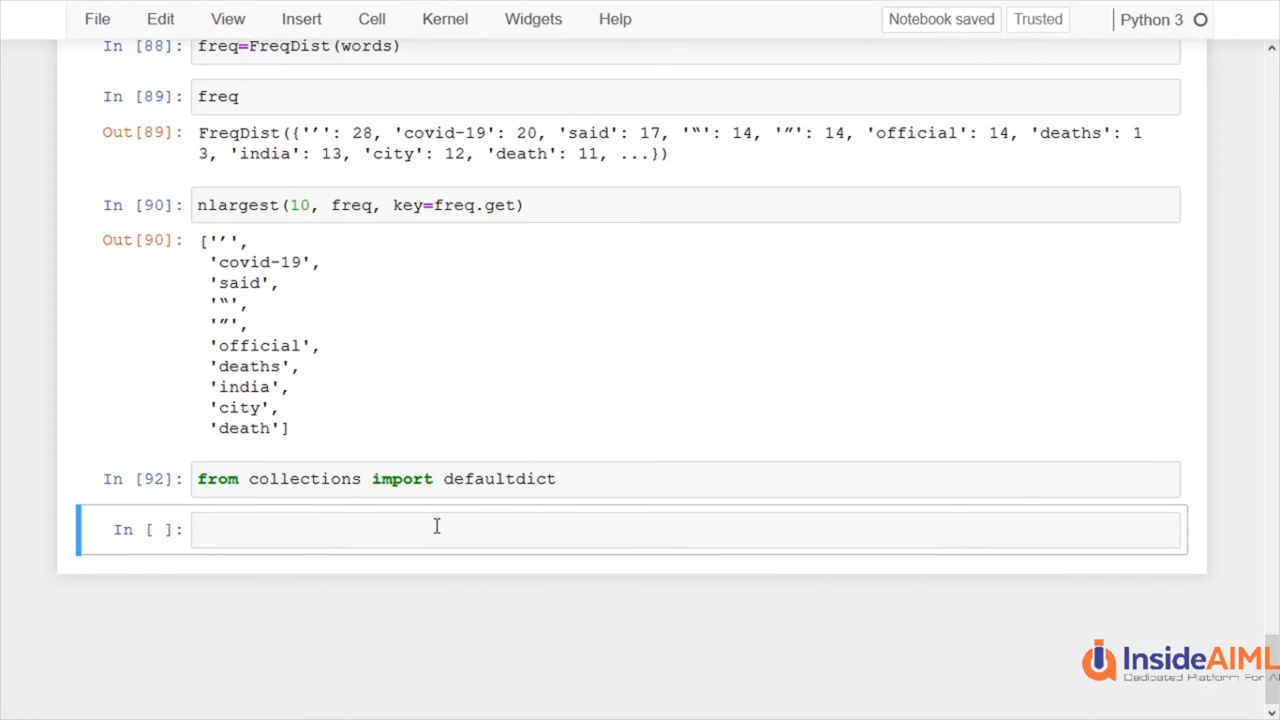 File Edit View Insert Cell Kernel Widgets Help Notebook saved Trusted Python 3
In [88]: freq=FreqDist(words)
In [89]: freq
Out[89]: FreqDist({'’': 28, 'covid-19': 20, 'said': 17, '“': 14, '”': 14, 'official': 14, 'deaths': 1
3, 'india': 13, 'city': 12, 'death': 11, ...})
In [90]: nlargest(10, freq, key=freq.get)
Out[90]: ['’',
'covid-19',
'said',
'“',
'”',
'official',
'deaths',
'india',
'city',
'death']
In [92]: from collections import defaultdict
In [ ]:
InsideAIML
Dedicated Platform For A